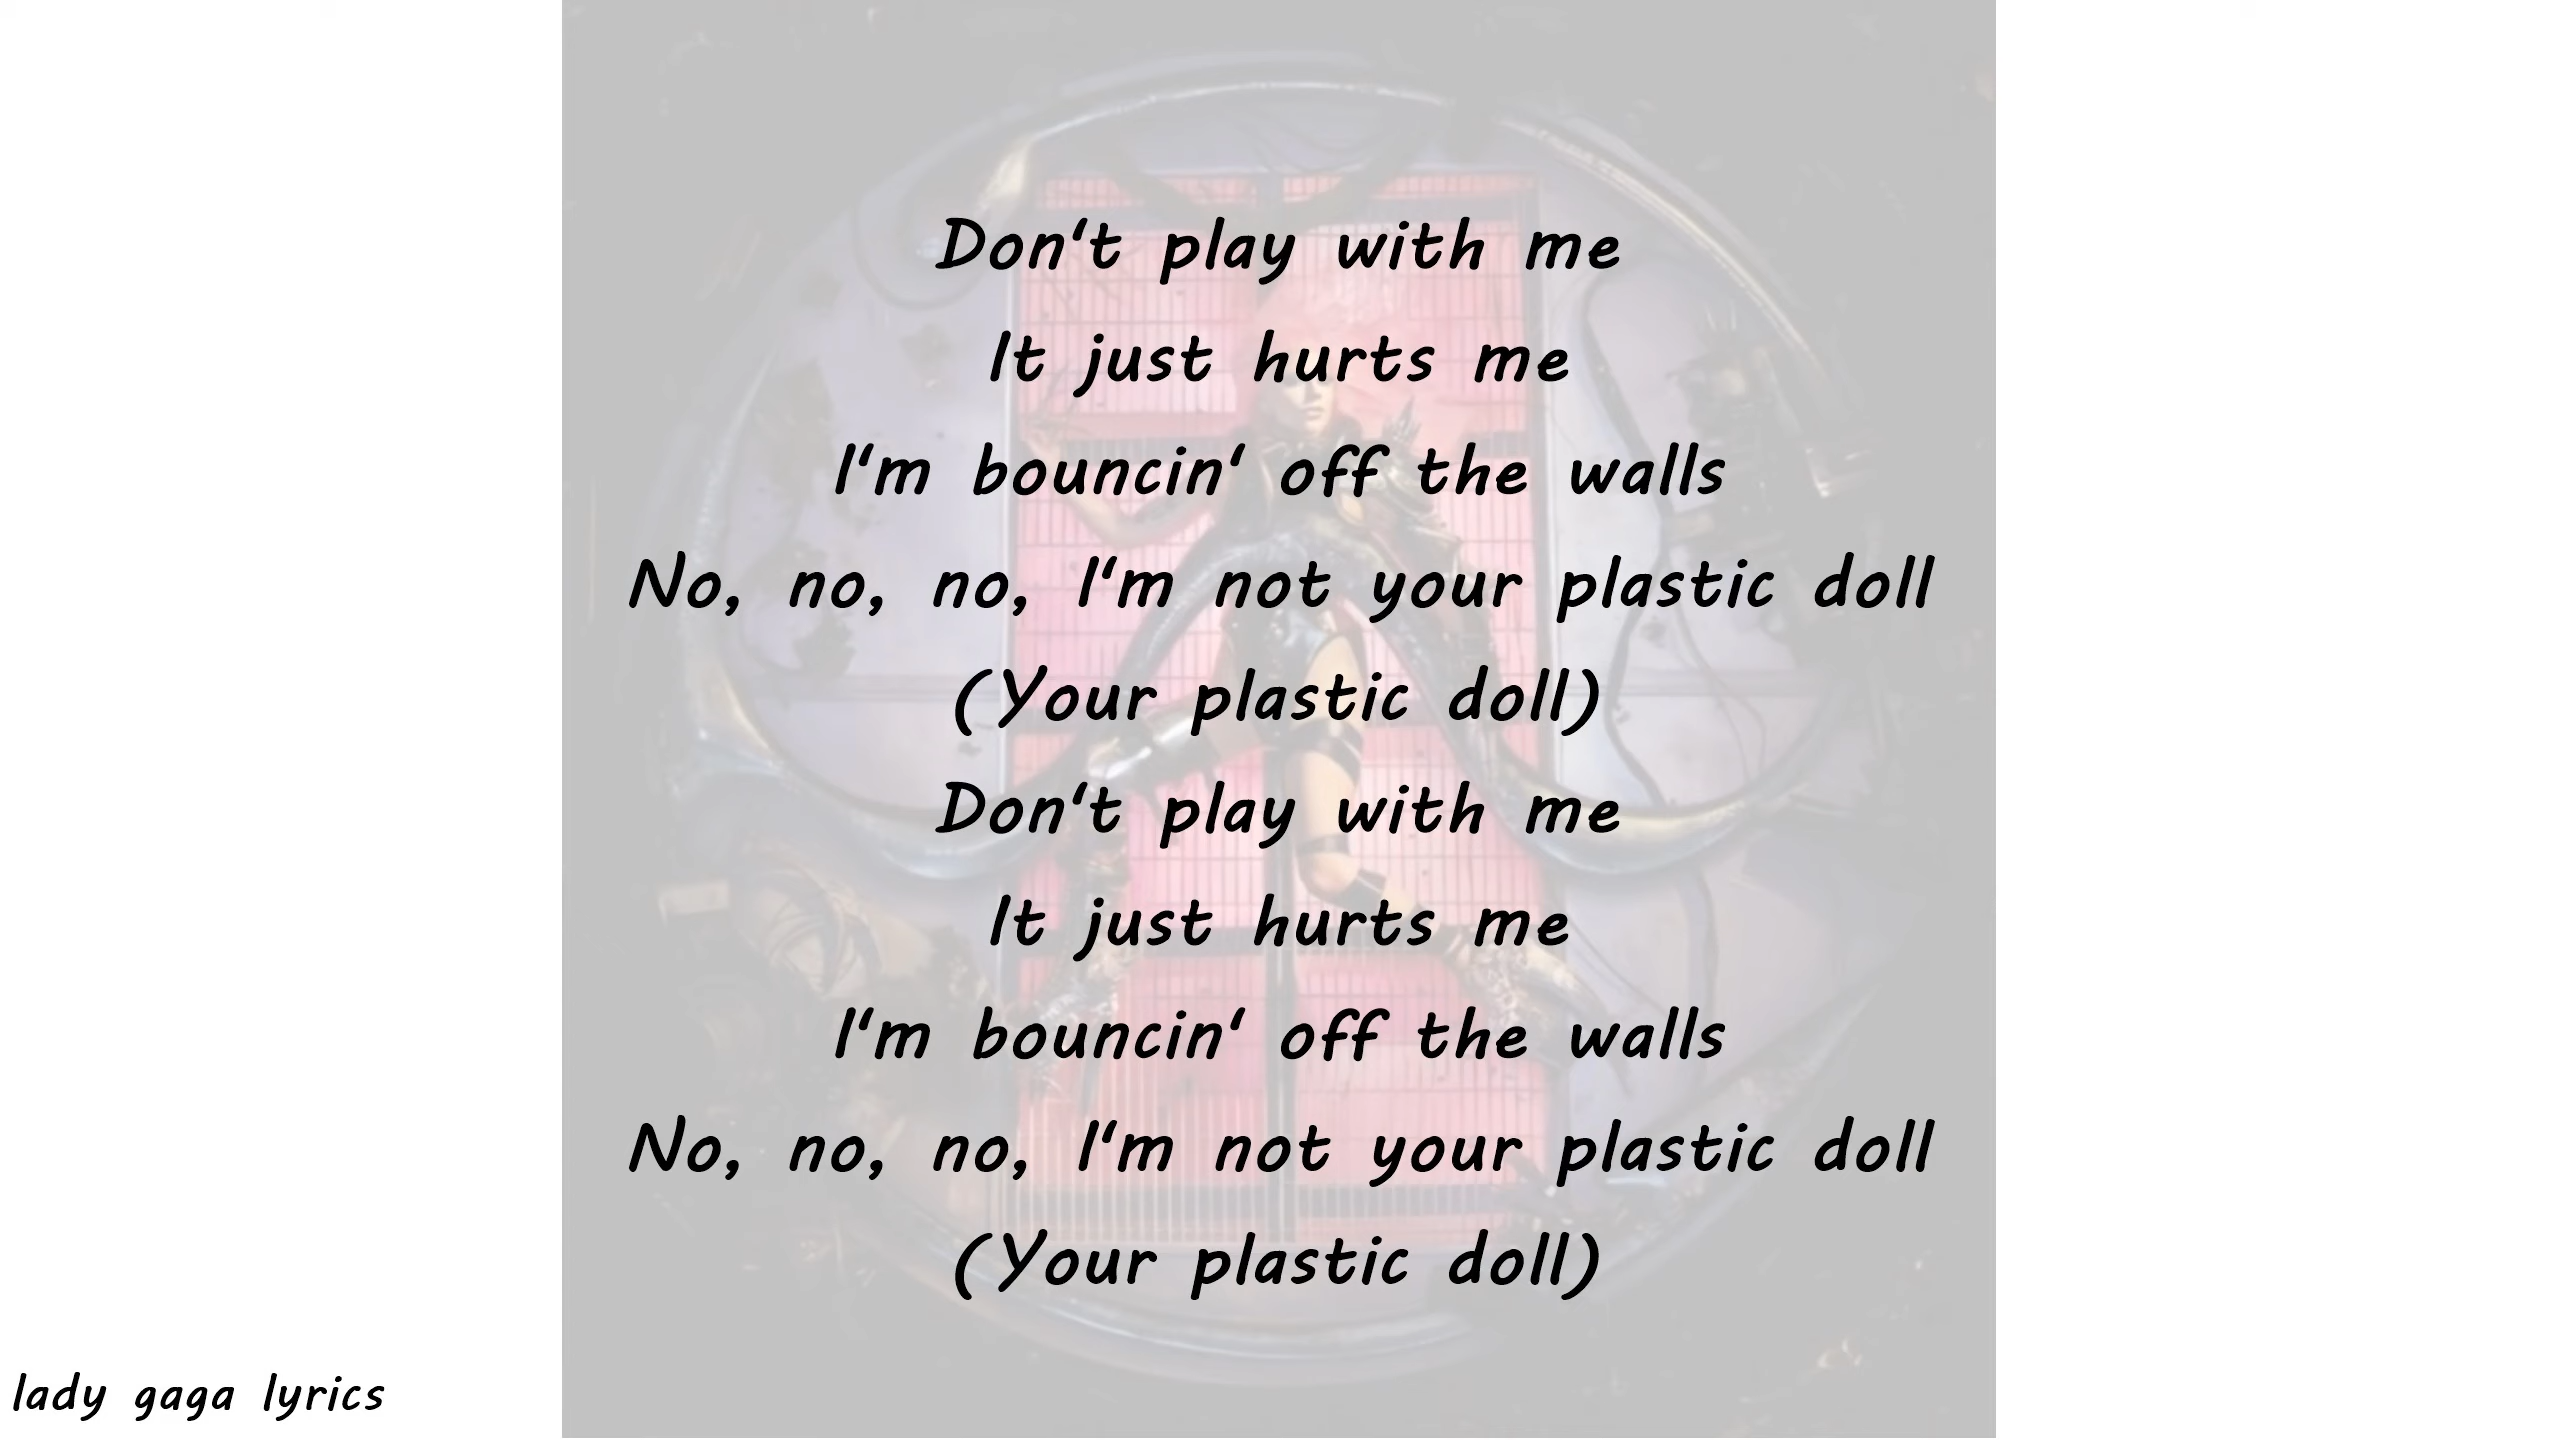 Don't play with me
It just hurts me
I'm bouncin' off the walls
No, no, no, I'm not your plastic doll
(Your plastic doll)
Don't play with me
It just hurts me
I'm bouncin' off the walls
No, no, no, I'm not your plastic doll
(Your plastic doll)
lady gaga lyrics